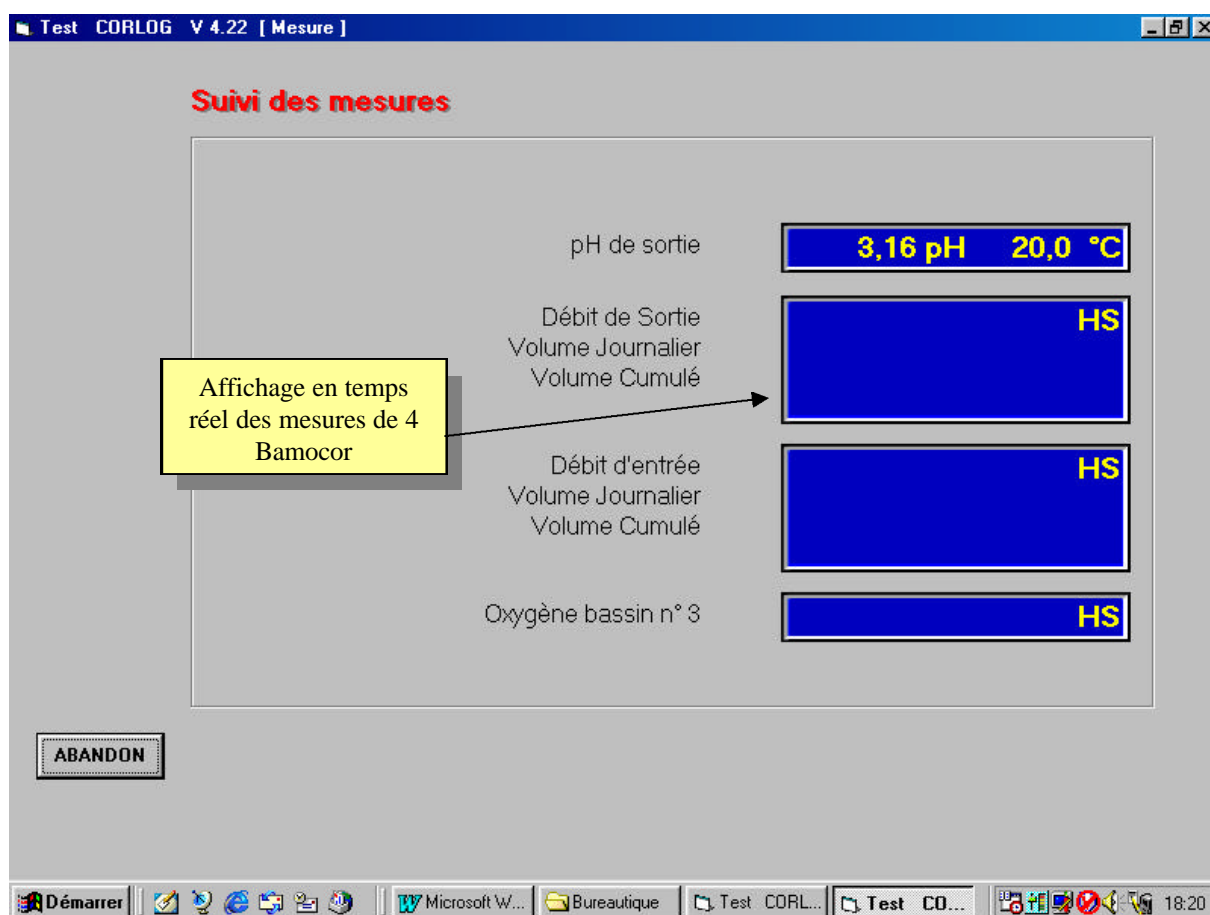 Test CORLOG V 4.22 [ Mesure ]
Suivi des mesures
pH de sortie
3,16 pH 20,0 °C
Débit de Sortie
Volume Journalier
Volume Cumulé
HS
Affichage en temps
réel des mesures de 4
Bamocor
Débit d'entrée
Volume Journalier
Volume Cumulé
HS
Oxygène bassin n° 3
HS
ABANDON
Démarrer
Microsoft W...
Bureautique
Test CORL...
Test CO...
18:20